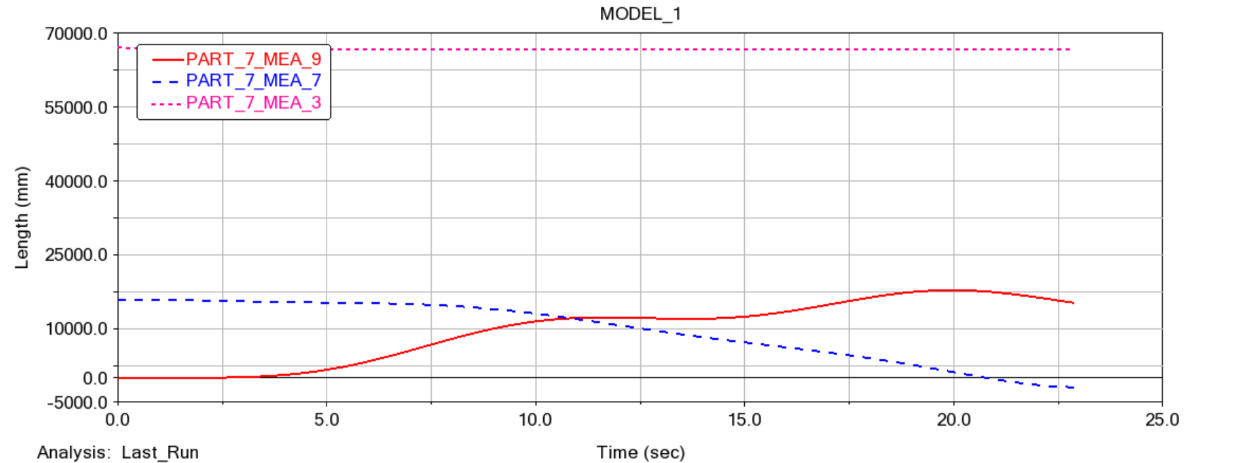 MODEL_1
70000.0
55000.0
40000.0
25000.0
10000.0
0.0
-5000.0
Length (mm)
PART_7_MEA_9
PART_7_MEA_7
PART_7_MEA_3
0.0 5.0 10.0 15.0 20.0 25.0
Analysis: Last_Run Time (sec)